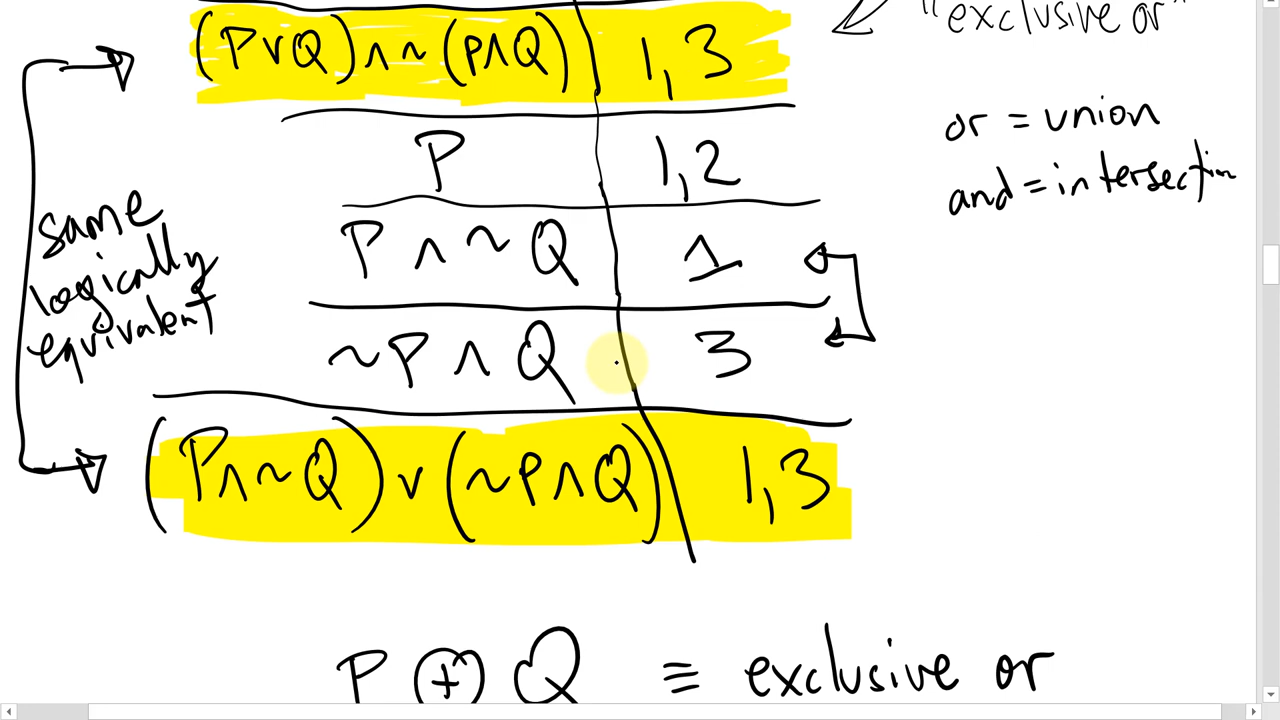 "exclusive or"
(P∨Q)∧~(P∧Q) 1,3
or = union
and = intersection
P 1,2
P∧~Q 1
same
logically
equivalent
~P∧Q 3
(P∧~Q)∨(~P∧Q) 1,3
P⊕Q ≡ exclusive or